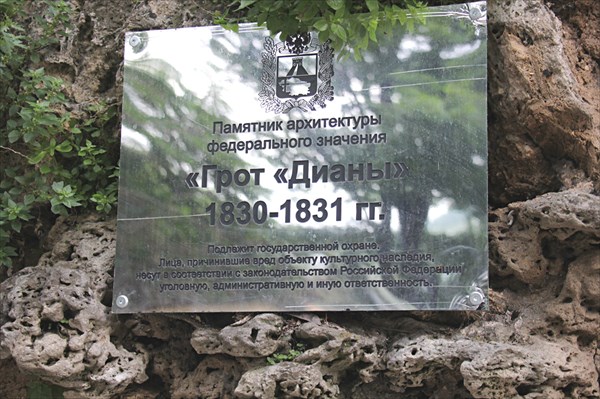 Памятник архитектуры
федерального значения
«Грот «Дианы»
1830-1831 гг.
Подлежит государственной охране.
Лица, причинившие вред объекту культурного наследия,
несут в соответствии с законодательством Российской Федерации
уголовную, административную и иную ответственность.